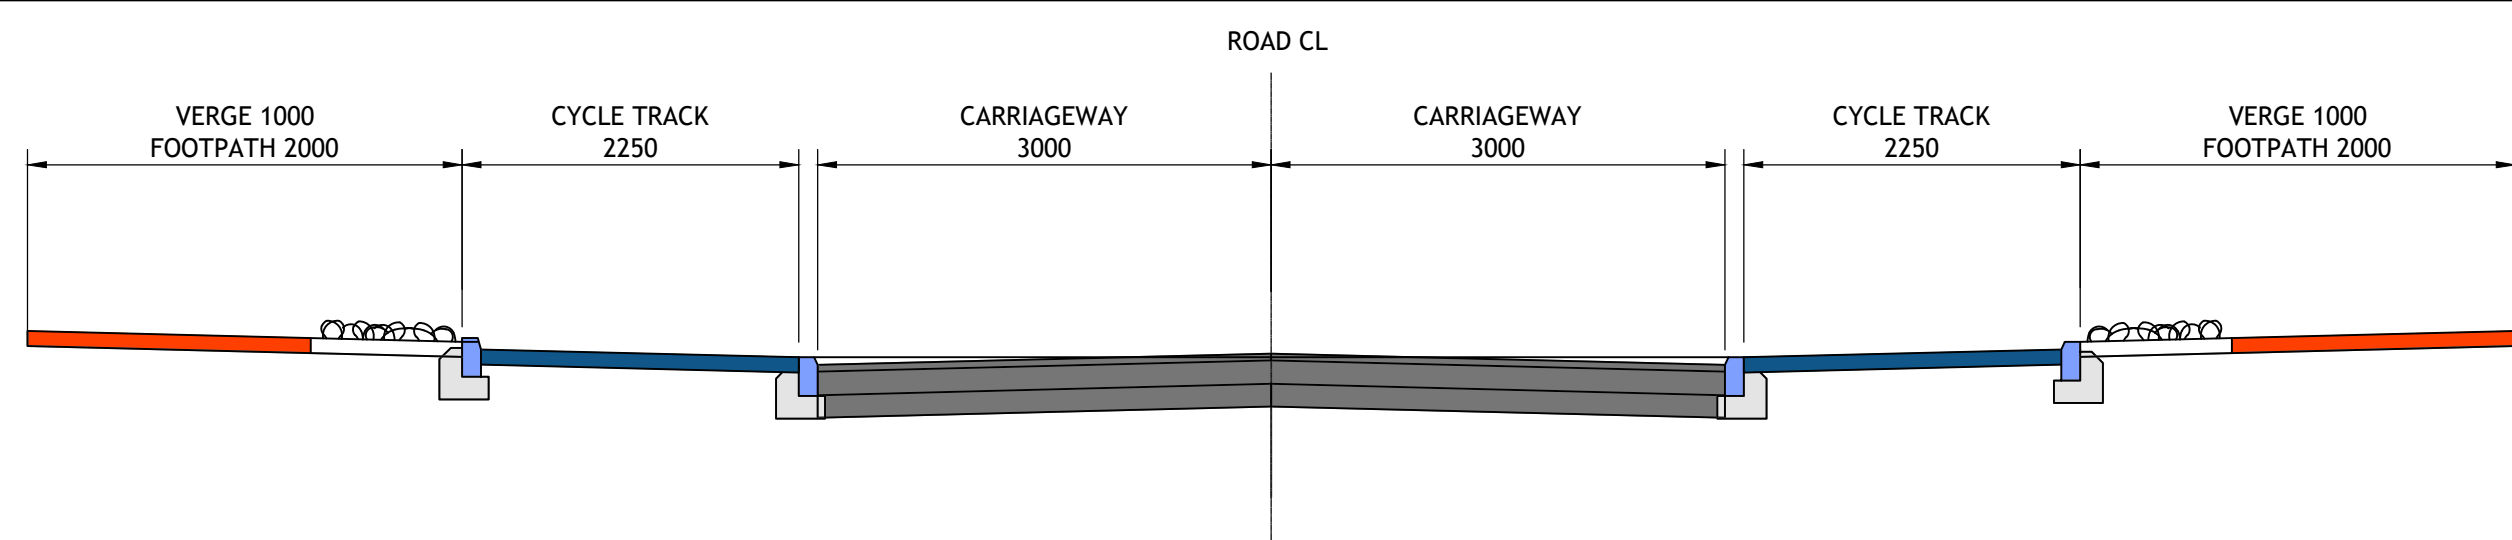 ROAD CL
VERGE 1000
FOOTPATH 2000
CYCLE TRACK
2250
CARRIAGEWAY
3000
CARRIAGEWAY
3000
CYCLE TRACK
2250
VERGE 1000
FOOTPATH 2000